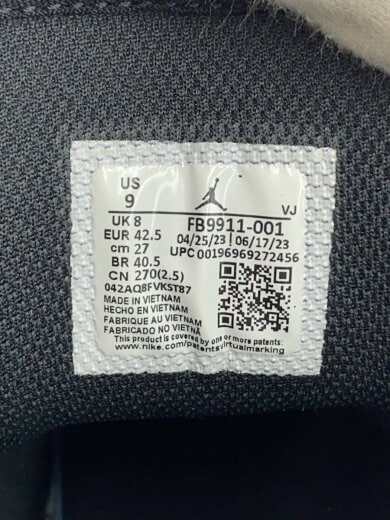 US
9
VJ
UK 8
FB9911-001
EUR 42.5
04/25/23 | 06/17/23
cm 27
UPC 00196969272456
BR 40.5
CN 270(2.5)
042AQ8FVKST87
MADE IN VIETNAM
HECHO EN VIETNAM
FABRIQUE AU VIETNAM
FABRICADO NO VIETNÃ
This product is covered by one or more patents:
www.nike.com/patentsvirtualmarking